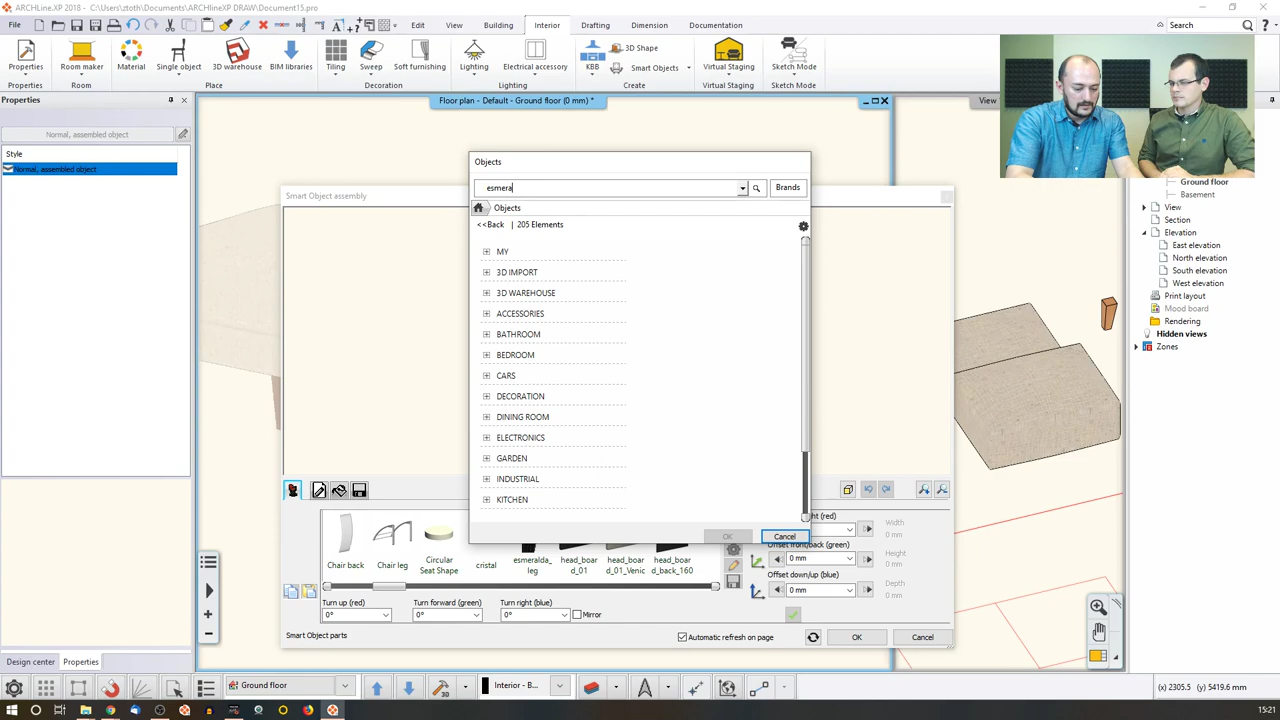 ARCHLine.XP 2018 - C:\Users\ztoth\Documents\ARCHlineXP DRAW\Document15.pro
File Edit View Building Interior Drafting Dimension Documentation Search
Properties Room maker Material Single object 3D warehouse BIM libraries Tiling Sweep Soft furnishing Lighting Electrical accessory KBB 3D Shape Smart Objects Virtual Staging Sketch Mode
Properties Room Place Decoration Lighting Create Virtual Staging Sketch Mode
Properties
Floor plan - Default - Ground floor (0 mm) *
View
Normal, assembled object
Style
Normal, assembled object
Ground floor
Basement
View
Section
Elevation
East elevation
North elevation
South elevation
West elevation
Print layout
Mood board
Rendering
Hidden views
Zones
Smart Object assembly
Objects
esmera
Brands
Objects
<<Back | 205 Elements
MY
3D IMPORT
3D WAREHOUSE
ACCESSORIES
BATHROOM
BEDROOM
CARS
DECORATION
DINING ROOM
ELECTRONICS
GARDEN
INDUSTRIAL
KITCHEN
OK Cancel
Chair back
Chair leg
Circular Seat Shape
cristal
esmeralda_leg
head_board_01
head_board_01_Venic
head_board_back_160
Turn up (red) Turn forward (green) Turn right (blue)
0° 0° 0° Mirror
ht (red)
Offset front/back (green)
0 mm
Offset down/up (blue)
0 mm
Width
0 mm
Height
0 mm
Depth
0 mm
Smart Object parts
Automatic refresh on page
OK Cancel
Design center Properties
Ground floor
Interior - B...
(x) 2305.5 (y) 5419.6 mm
15:21